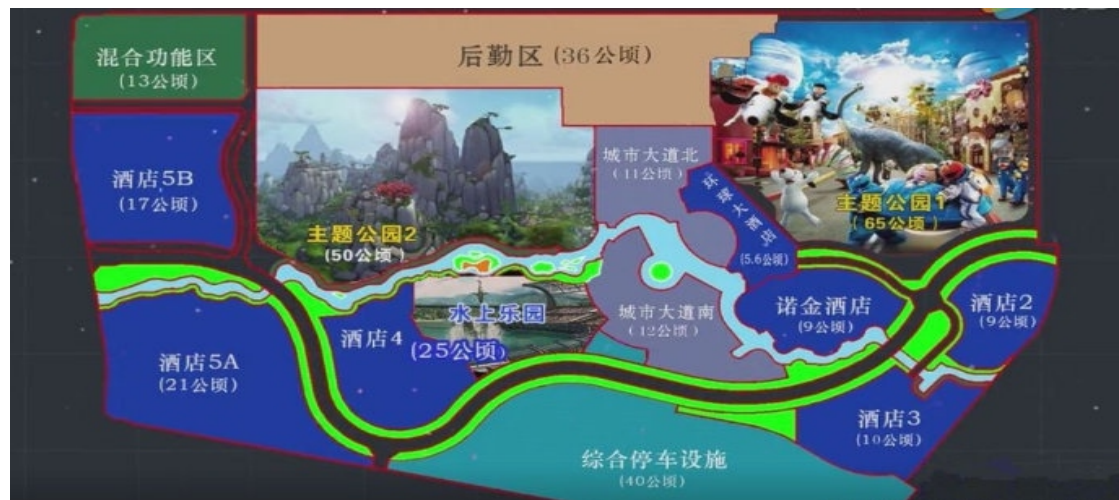 混合功能区
(13公顷)
后勤区 (36公顷)
酒店5B
(17公顷)
城市大道北
(11公顷)
环球大酒店
(5.6公顷)
主题公园1
(65公顷)
主题公园2
(50公顷)
水上乐园
(25公顷)
城市大道南
(12公顷)
诺金酒店
(9公顷)
酒店2
(9公顷)
酒店4
酒店5A
(21公顷)
酒店3
(10公顷)
综合停车设施
(40公顷)